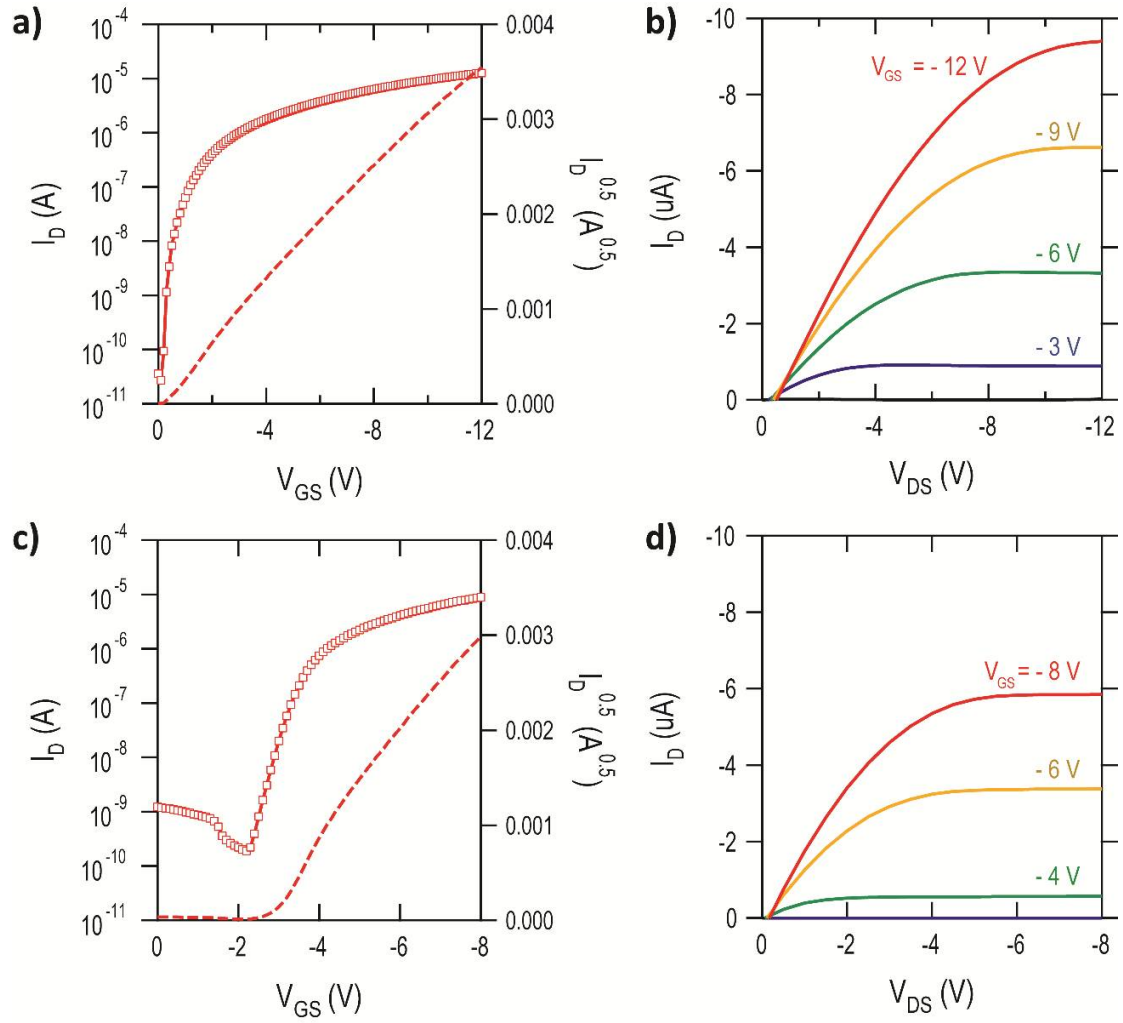 a)
10^-4
10^-5
10^-6
10^-7
10^-8
10^-9
10^-10
10^-11
I_D (A)
0.004
0.003
0.002
0.001
0.000
I_D^0.5 (A^0.5)
0
-4
-8
-12
V_GS (V)
b)
-10
-8
-6
-4
-2
0
I_D (uA)
V_GS = - 12 V
- 9 V
- 6 V
- 3 V
0
-4
-8
-12
V_DS (V)
c)
10^-4
10^-5
10^-6
10^-7
10^-8
10^-9
10^-10
10^-11
I_D (A)
0.004
0.003
0.002
0.001
0.000
I_D^0.5 (A^0.5)
0
-2
-4
-6
-8
V_GS (V)
d)
-10
-8
-6
-4
-2
0
I_D (uA)
V_GS = - 8 V
- 6 V
- 4 V
0
-2
-4
-6
-8
V_DS (V)